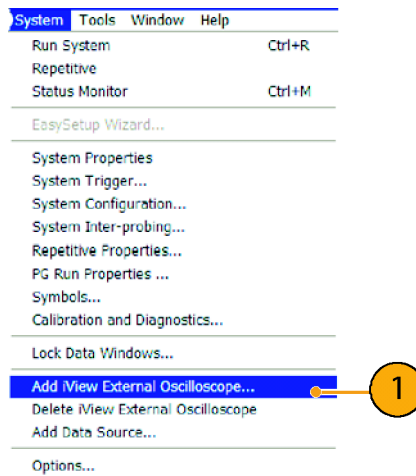 System Tools Window Help
Run System Ctrl+R
Repetitive
Status Monitor Ctrl+M
EasySetup Wizard...
System Properties
System Trigger...
System Configuration...
System Inter-probing...
Repetitive Properties...
PG Run Properties ...
Symbols...
Calibration and Diagnostics...
Lock Data Windows...
Add iView External Oscilloscope...
1
Delete iView External Oscilloscope
Add Data Source...
Options...